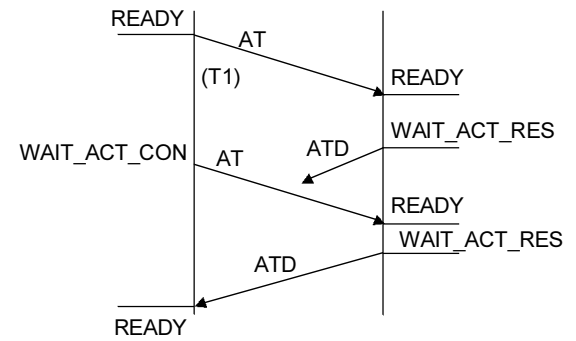 READY
AT
(T1)
READY
WAIT_ACT_RES
WAIT_ACT_CON
AT
ATD
READY
WAIT_ACT_RES
ATD
READY